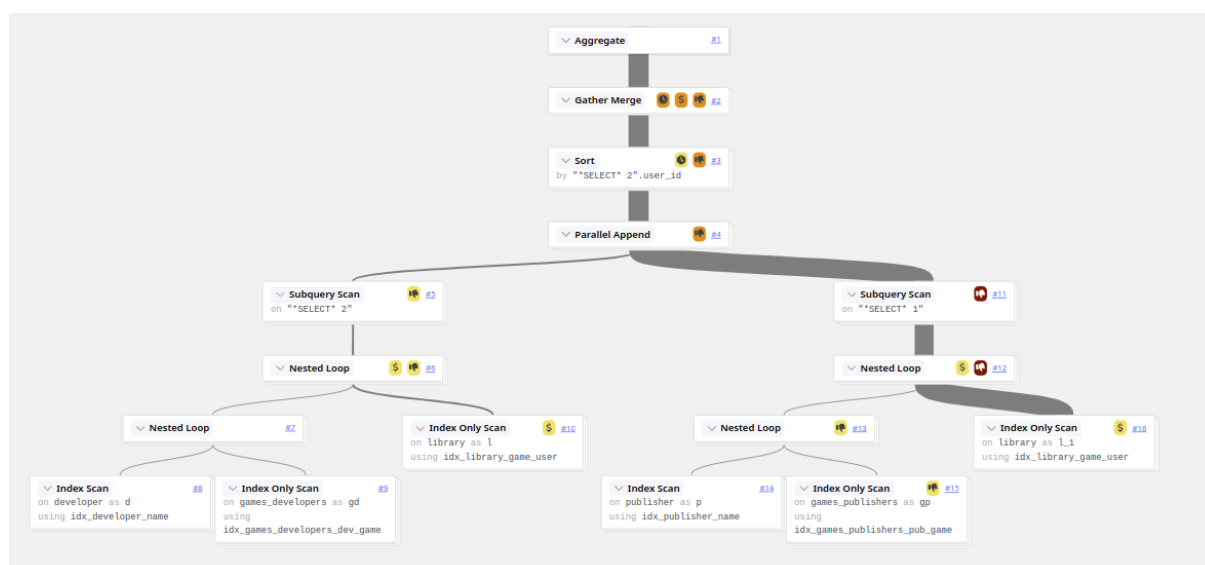 Aggregate #1
Gather Merge $ #2
Sort #3
by "*SELECT* 2".user_id
Parallel Append #4
Subquery Scan #5
on "*SELECT* 2"
Subquery Scan #11
on "*SELECT* 1"
Nested Loop $ #6
Nested Loop $ #12
Nested Loop #7
Index Only Scan $ #10
on library as l
using idx_library_game_user
Nested Loop #13
Index Only Scan $ #16
on library as l_1
using idx_library_game_user
Index Scan #8
on developer as d
using idx_developer_name
Index Only Scan #9
on games_developers as gd
using
idx_games_developers_dev_game
Index Scan #14
on publisher as p
using idx_publisher_name
Index Only Scan #15
on games_publishers as gp
using
idx_games_publishers_pub_game